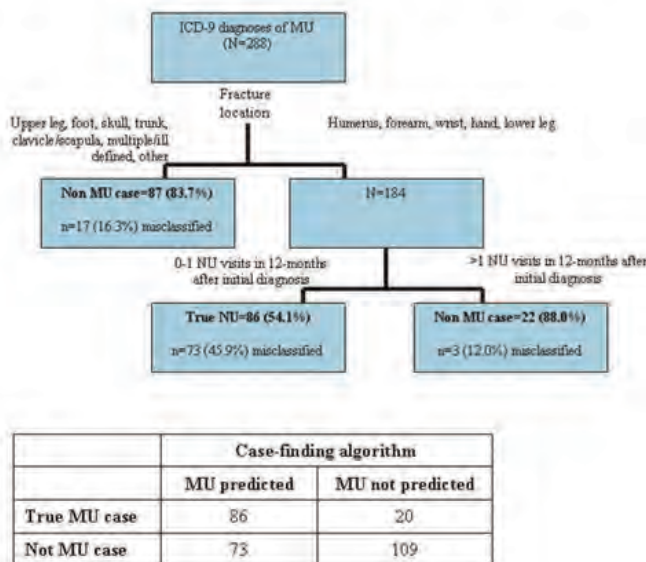 ICD-9 diagnoses of MU
(N=288)
Fracture
location
Upper leg, foot, skull, trunk,
clavicle/scapula, multiple/ill
defined, other
Humerus, forearm, wrist, hand, lower leg
Non MU case=87 (83.7%)
n=17 (16.3%) misclassified
N=184
0-1 NU visits in 12-months
after initial diagnosis
>1 NU visits in 12-months after
initial diagnosis
True NU=86 (54.1%)
n=73 (45.9%) misclassified
Non MU case=22 (88.0%)
n=3 (12.0%) misclassified
Case-finding algorithm
MU predicted MU not predicted
True MU case 86 20
Not MU case 73 109